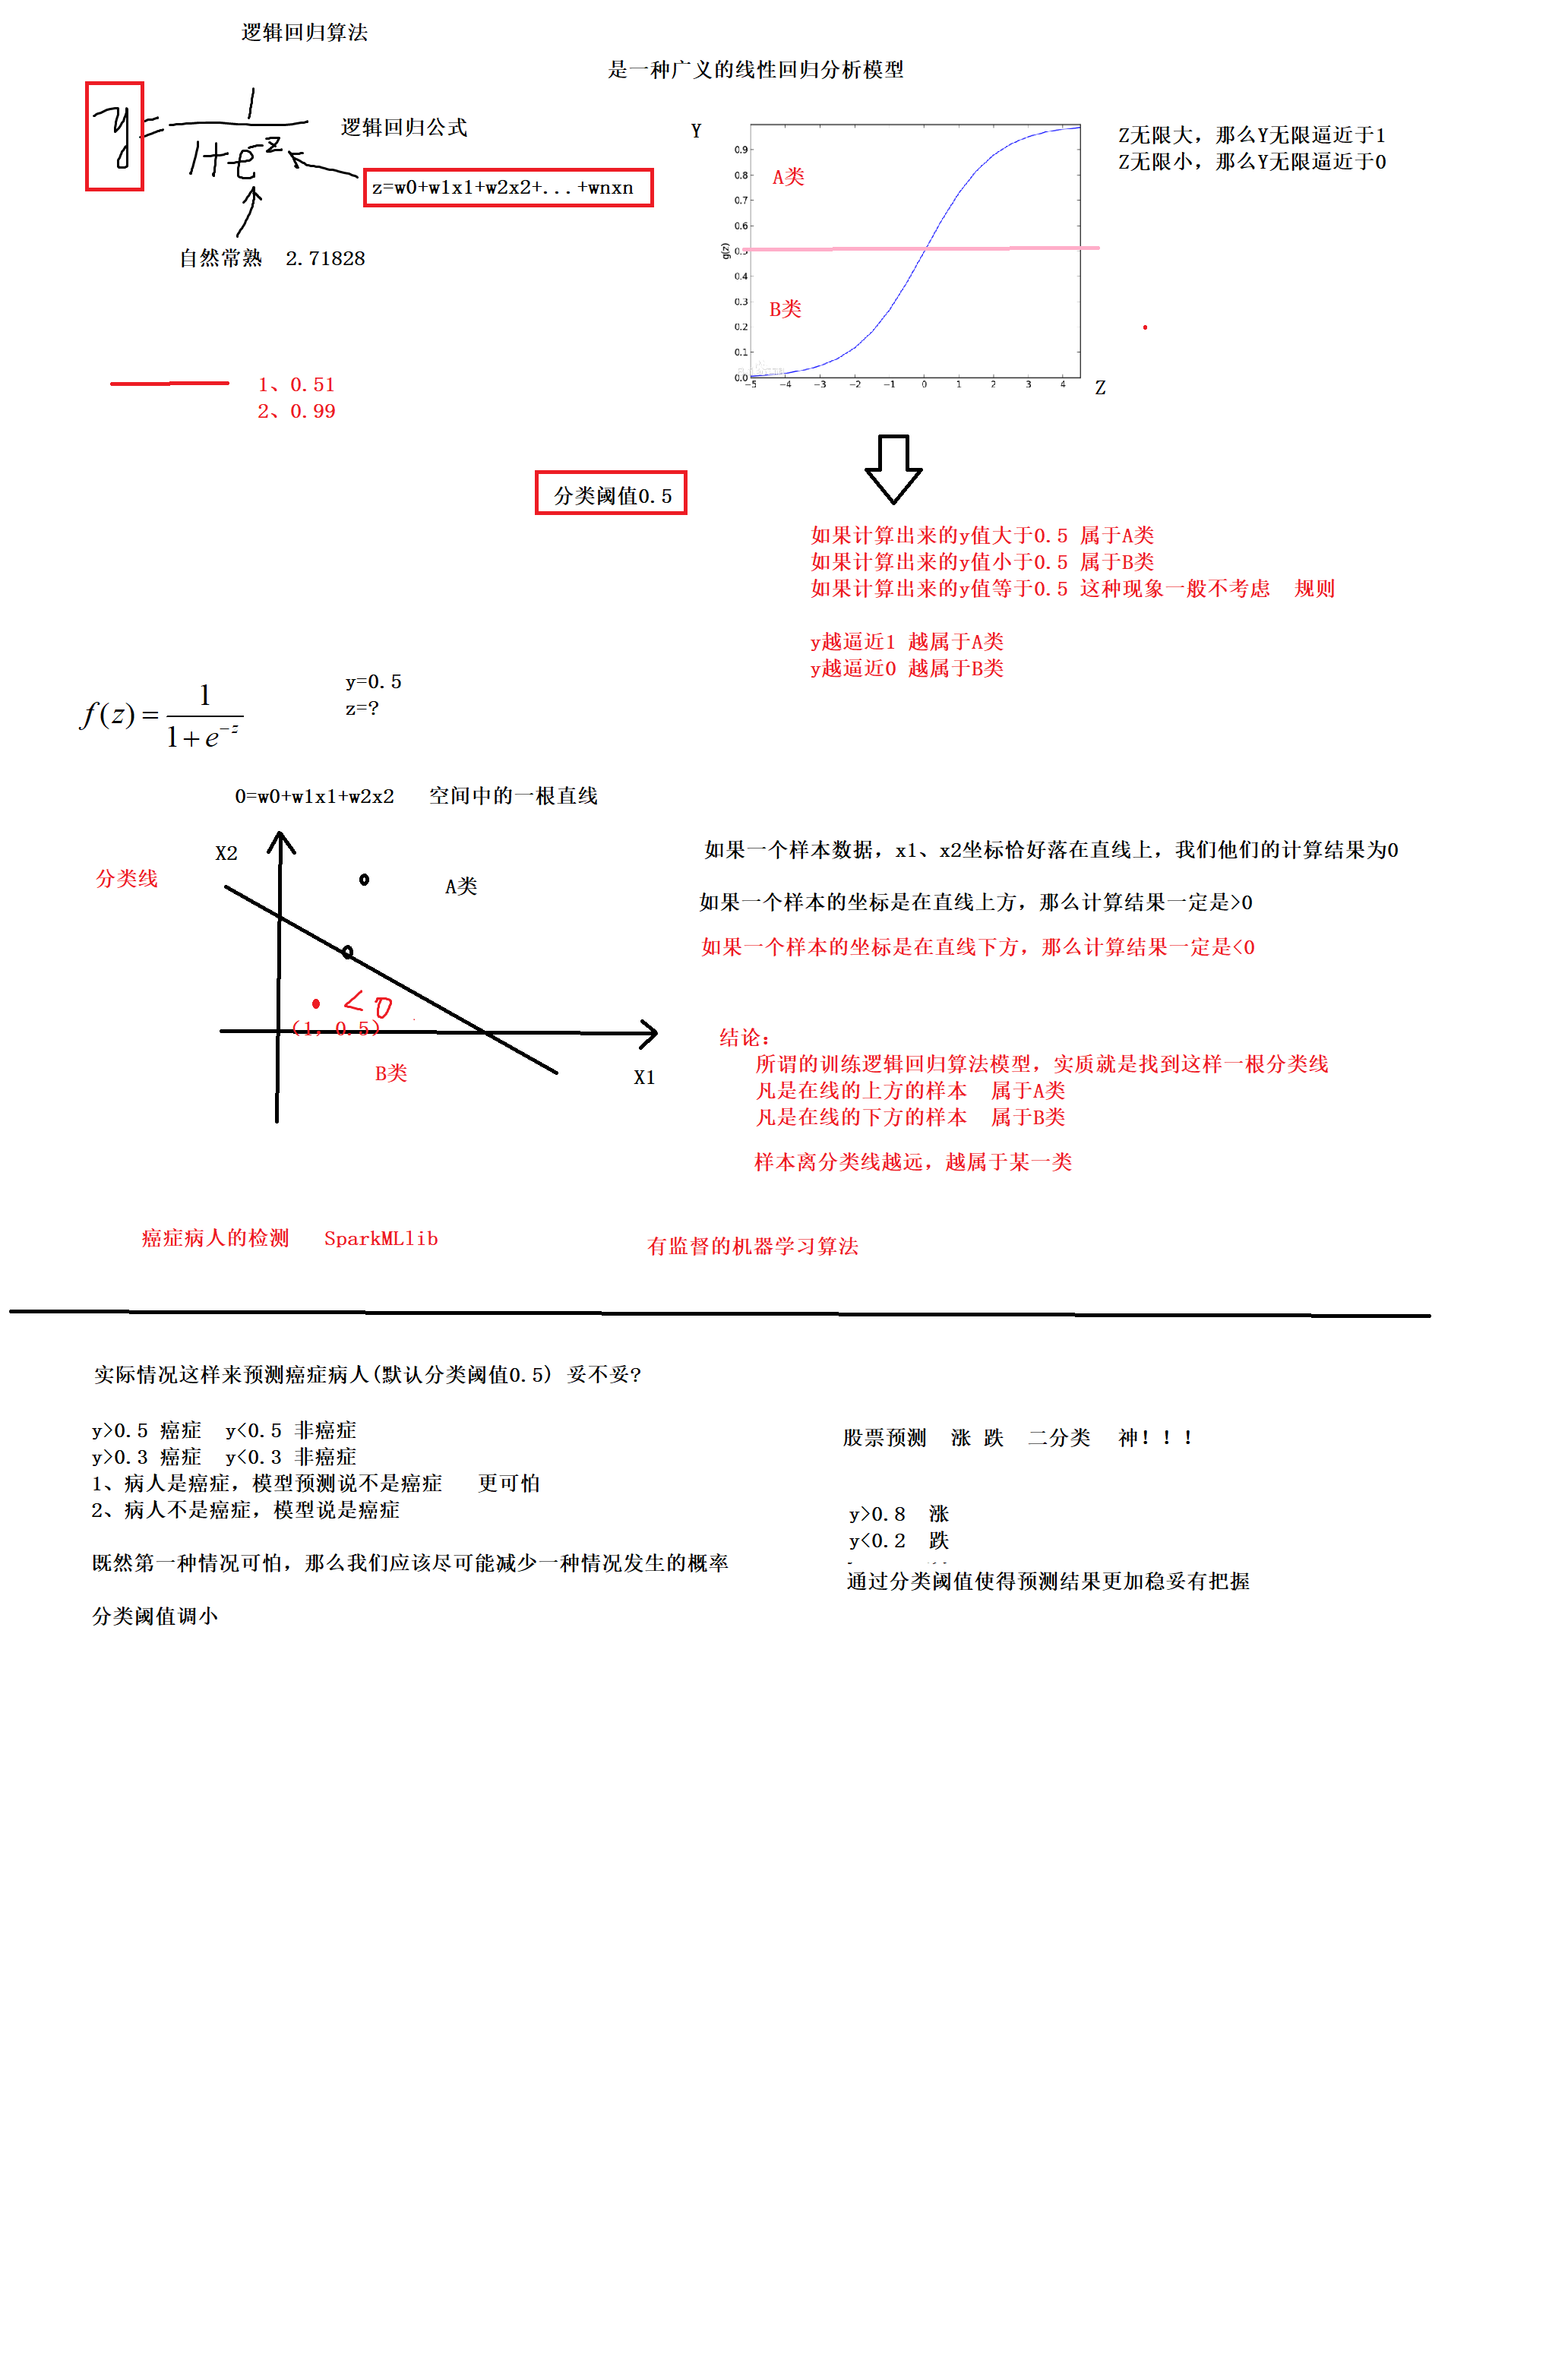 逻辑回归算法
是一种广义的线性回归分析模型
y=1/(1+e^-z)
逻辑回归公式
z=w0+w1x1+w2x2+...+wnxn
自然常熟 2.71828
Y
0.9
0.8
0.7
0.6
0.5
0.4
0.3
0.2
0.1
0.0
g(z)
A类
B类
-5 -4 -3 -2 -1 0 1 2 3 4
Z
Z无限大，那么Y无限逼近于1
Z无限小，那么Y无限逼近于0
1、0.51
2、0.99
分类阈值0.5
如果计算出来的y值大于0.5 属于A类
如果计算出来的y值小于0.5 属于B类
如果计算出来的y值等于0.5 这种现象一般不考虑 规则
y越逼近1 越属于A类
y越逼近0 越属于B类
f(z)=1/(1+e^-z)
y=0.5
z=?
0=w0+w1x1+w2x2 空间中的一根直线
X2
分类线
A类
<0
(1, 0.5)
B类
X1
如果一个样本数据，x1、x2坐标恰好落在直线上，我们他们的计算结果为0
如果一个样本的坐标是在直线上方，那么计算结果一定是>0
如果一个样本的坐标是在直线下方，那么计算结果一定是<0
结论：
所谓的训练逻辑回归算法模型，实质就是找到这样一根分类线
凡是在线的上方的样本 属于A类
凡是在线的下方的样本 属于B类
样本离分类线越远，越属于某一类
癌症病人的检测 SparkMLlib
有监督的机器学习算法
实际情况这样来预测癌症病人(默认分类阈值0.5) 妥不妥?
y>0.5 癌症 y<0.5 非癌症
y>0.3 癌症 y<0.3 非癌症
1、病人是癌症，模型预测说不是癌症 更可怕
2、病人不是癌症，模型说是癌症
既然第一种情况可怕，那么我们应该尽可能减少一种情况发生的概率
分类阈值调小
股票预测 涨 跌 二分类 神！！！
y>0.8 涨
y<0.2 跌
通过分类阈值使得预测结果更加稳妥有把握